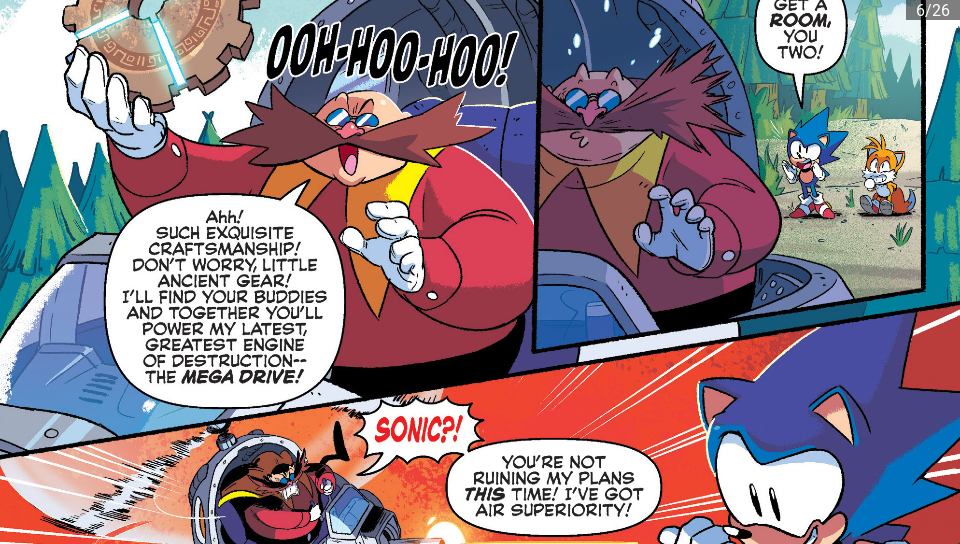 6/26
OOH-HOO-HOO!
AHH!
SUCH EXQUISITE
CRAFTSMANSHIP!
DON'T WORRY, LITTLE
ANCIENT GEAR!
I'LL FIND YOUR BUDDIES
AND TOGETHER YOU'LL
POWER MY LATEST,
GREATEST ENGINE
OF DESTRUCTION--
THE MEGA DRIVE!
GET A
ROOM,
YOU
TWO!
SONIC?!
YOU'RE NOT
RUINING MY PLANS
THIS TIME! I'VE GOT
AIR SUPERIORITY!